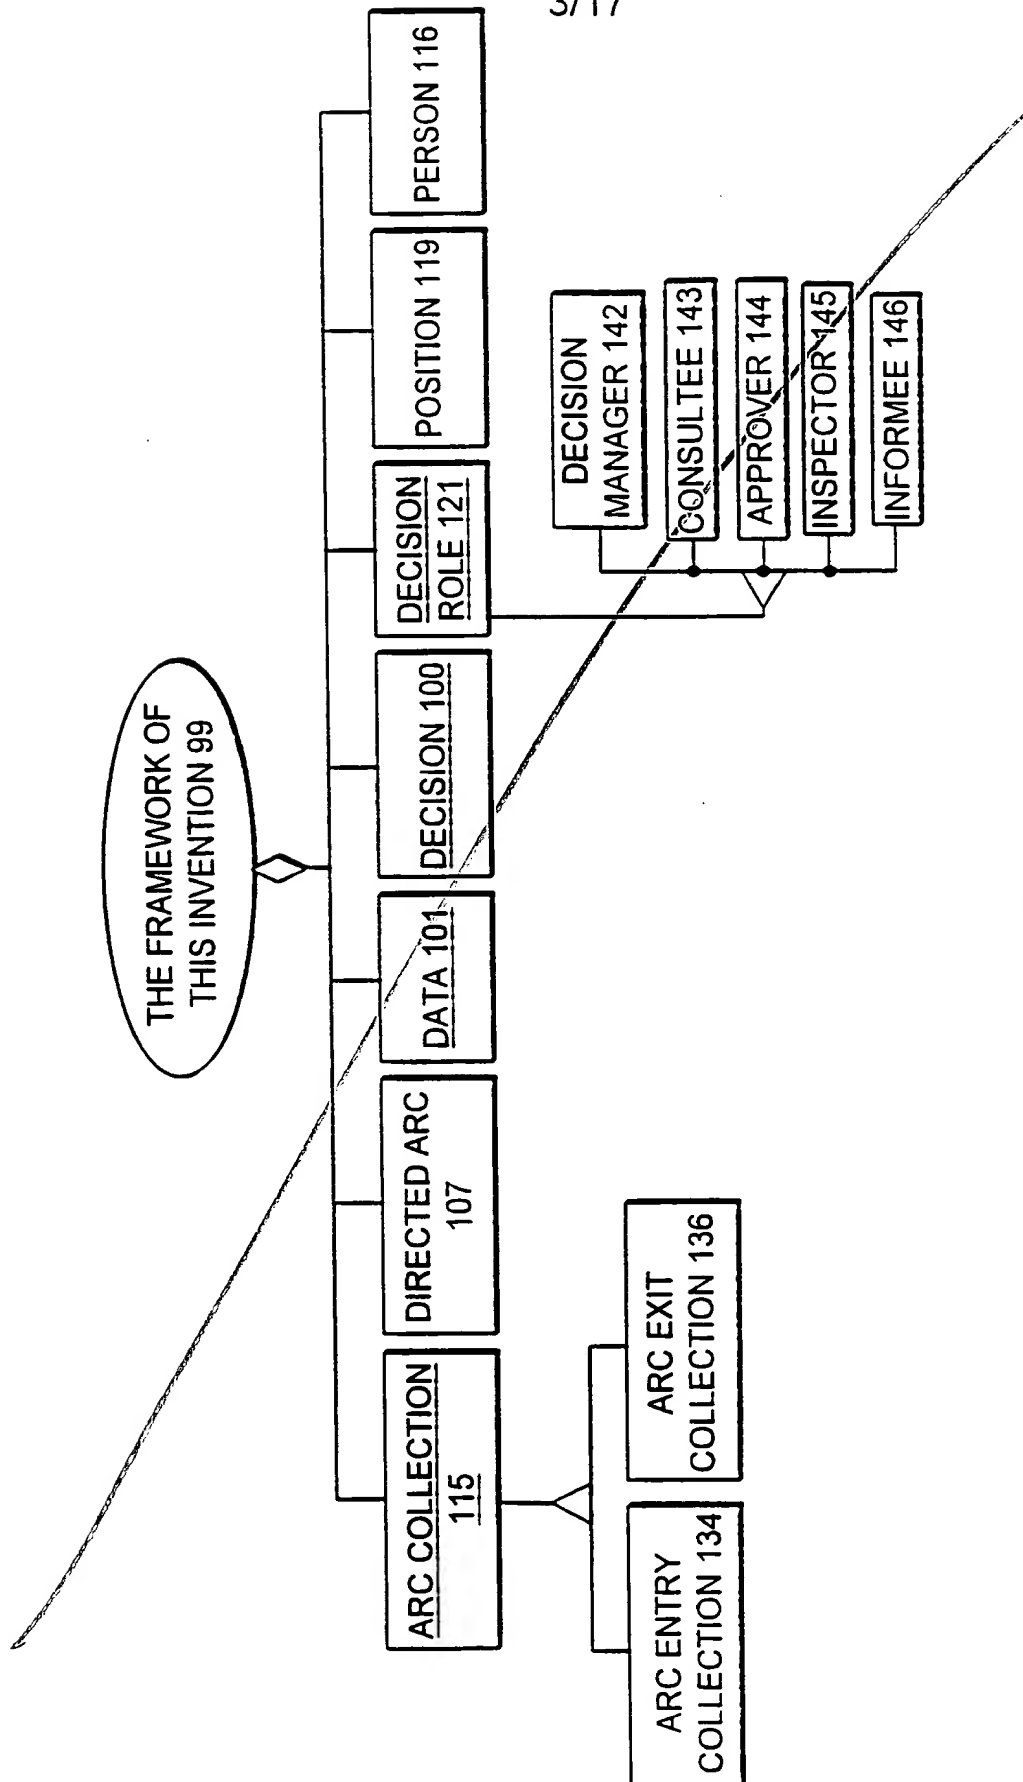 3/17
THE FRAMEWORK OF
THIS INVENTION 99
ARC COLLECTION
115
DIRECTED ARC
107
DATA 101
DECISION 100
DECISION
ROLE 121
POSITION 119
PERSON 116
ARC ENTRY
COLLECTION 134
ARC EXIT
COLLECTION 136
DECISION
MANAGER 142
CONSULTEE 143
APPROVER 144
INSPECTOR 145
INFORMEE 146